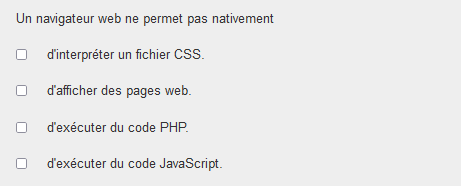 Un navigateur web ne permet pas nativement
d'interpréter un fichier CSS.
d'afficher des pages web.
d'exécuter du code PHP.
d'exécuter du code JavaScript.